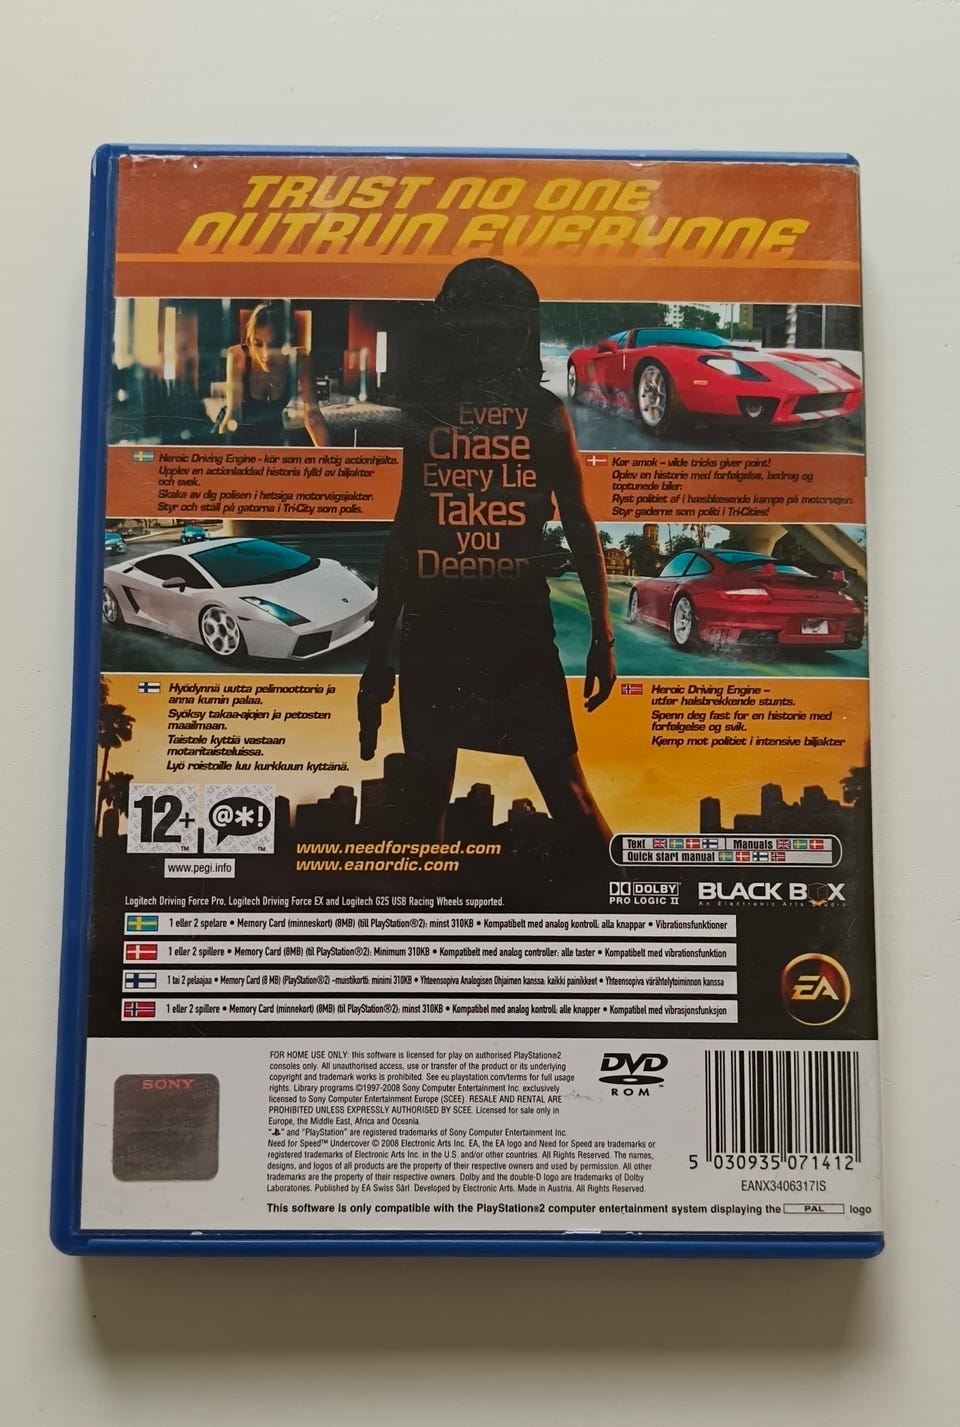 TRUST NO ONE
OUTRUN EVERYONE
Every
Chase
Every Lie
Takes
you
Deeper
Heroic Driving Engine - kör som en riktig actionhjälte.
Upplev en actionladdad historia fylld av biljakter
och svek.
Skaka av dig polisen i hetsiga motorvägsjakter.
Styr och ställ på gatorna i Tri-City som polis.
Kør amok – vilde tricks giver point!
Oplev en historie med forfølgelse, bedrag og
toptunede biler.
Ryst politiet af i hæsblæsende kampe på motorvejen.
Styr gaderne som politi i Tri-Cities!
Hyödynnä uutta pelimoottoria ja
anna kumin palaa.
Syöksy takaa-ajojen ja petosten
maailmaan.
Taistele kyttiä vastaan
motaritaisteluissa.
Lyö roistoille luu kurkkuun kyttänä.
Heroic Driving Engine –
utfør halsbrekkende stunts.
Spenn deg fast for en historie med
forfølgelse og svik.
Kjemp mot politiet i intensive biljakter
12+
@*!
www.pegi.info
www.needforspeed.com
www.eanordic.com
Text Manuals
Quick start manual
DOLBY
PRO LOGIC II
BLACK BOX
An Electronic Arts Studio
Logitech Driving Force Pro, Logitech Driving Force EX and Logitech G25 USB Racing Wheels supported.
1 eller 2 spelare • Memory Card (minneskort) (8MB) (till PlayStation®2): minst 310KB • Kompatibelt med analog kontroll: alla knappar • Vibrationsfunktioner
1 eller 2 spillere • Memory Card (8MB) (til PlayStation®2): Minimum 310KB • Kompatibelt med analog controller: alle taster • Kompatibelt med vibrationsfunktion
1 tai 2 pelaajaa • Memory Card (8 MB) (PlayStation®2) -muistikortti: minimi 310KB • Yhteensopiva Analogisen Ohjaimen kanssa: kaikki painikkeet • Yhteensopiva värähtelytoiminnon kanssa
1 eller 2 spillere • Memory Card (minnekort) (8MB) (til PlayStation®2): minst 310KB • Kompatibel med analog kontroll: alle knapper • Kompatibel med vibrasjonsfunksjon
EA
SONY
FOR HOME USE ONLY: this software is licensed for play on authorised PlayStation®2
consoles only. All unauthorised access, use or transfer of the product or its underlying
copyright and trademark works is prohibited. See eu.playstation.com/terms for full usage
rights. Library programs ©1997-2008 Sony Computer Entertainment Inc. exclusively
licensed to Sony Computer Entertainment Europe (SCEE). RESALE AND RENTAL ARE
PROHIBITED UNLESS EXPRESSLY AUTHORISED BY SCEE. Licensed for sale only in
Europe, the Middle East, Africa and Oceania.
" " and "PlayStation" are registered trademarks of Sony Computer Entertainment Inc.
Need for Speed™ Undercover © 2008 Electronic Arts Inc. EA, the EA logo and Need for Speed are trademarks or
registered trademarks of Electronic Arts Inc. in the U.S. and/or other countries. All Rights Reserved. The names,
designs, and logos of all products are the property of their respective owners and used by permission. All other
trademarks are the property of their respective owners. Dolby and the double-D logo are trademarks of Dolby
Laboratories. Published by EA Swiss Sàrl. Developed by Electronic Arts. Made in Austria. All Rights Reserved.
This software is only compatible with the PlayStation®2 computer entertainment system displaying the PAL logo
DVD
ROM
5 030935 071412
EANX3406317IS